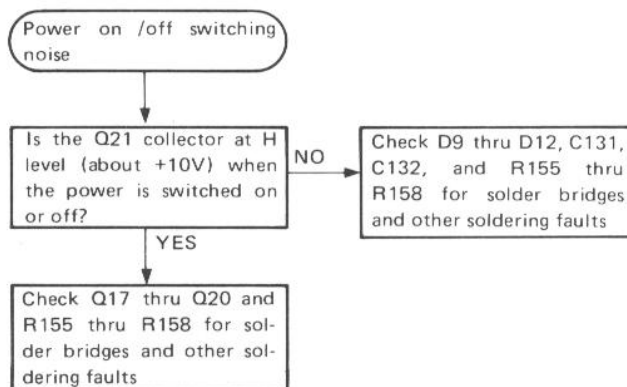 Power on /off switching
noise
Is the Q21 collector at H
level (about +10V) when
the power is switched on
or off?
NO
Check D9 thru D12, C131,
C132, and R155 thru
R158 for solder bridges
and other soldering faults
YES
Check Q17 thru Q20 and
R155 thru R158 for sol-
der bridges and other sol-
dering faults